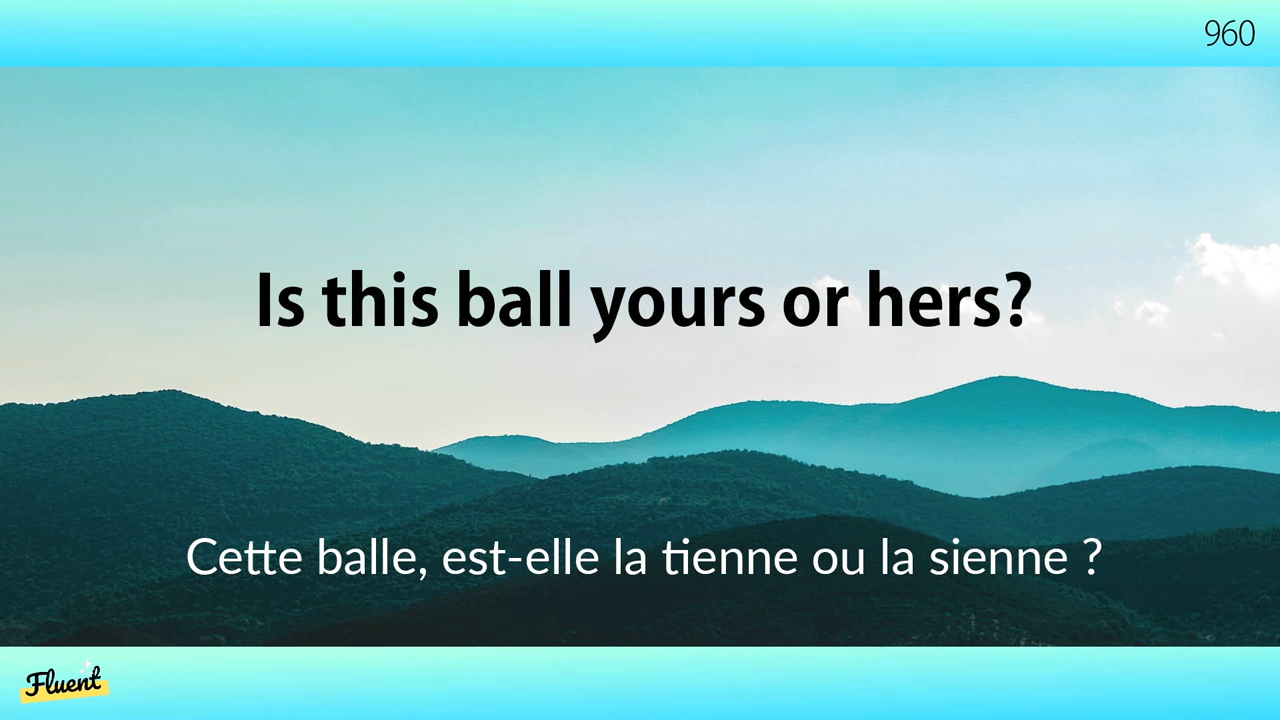 960
Is this ball yours or hers?
Cette balle, est-elle la tienne ou la sienne ?
Fluent